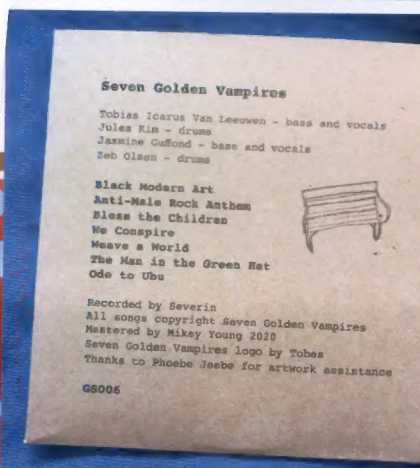 Seven Golden Vampires
Tobias Icarus Van Leeuwen - bass and vocals
Jules Kim - drums
Jasmine Guffond - bass and vocals
Seb Olsen - drums
Black Modern Art
Anti-Male Rock Anthem
Bless the Children
We Conspire
Weave a World
The Man in the Green Hat
Ode to Ubu
Recorded by Severin
All songs copyright Seven Golden Vampires
Mastered by Mikey Young 2020
Seven Golden Vampires logo by Tobes
Thanks to Phoebe Jeebe for artwork assistance
GS006